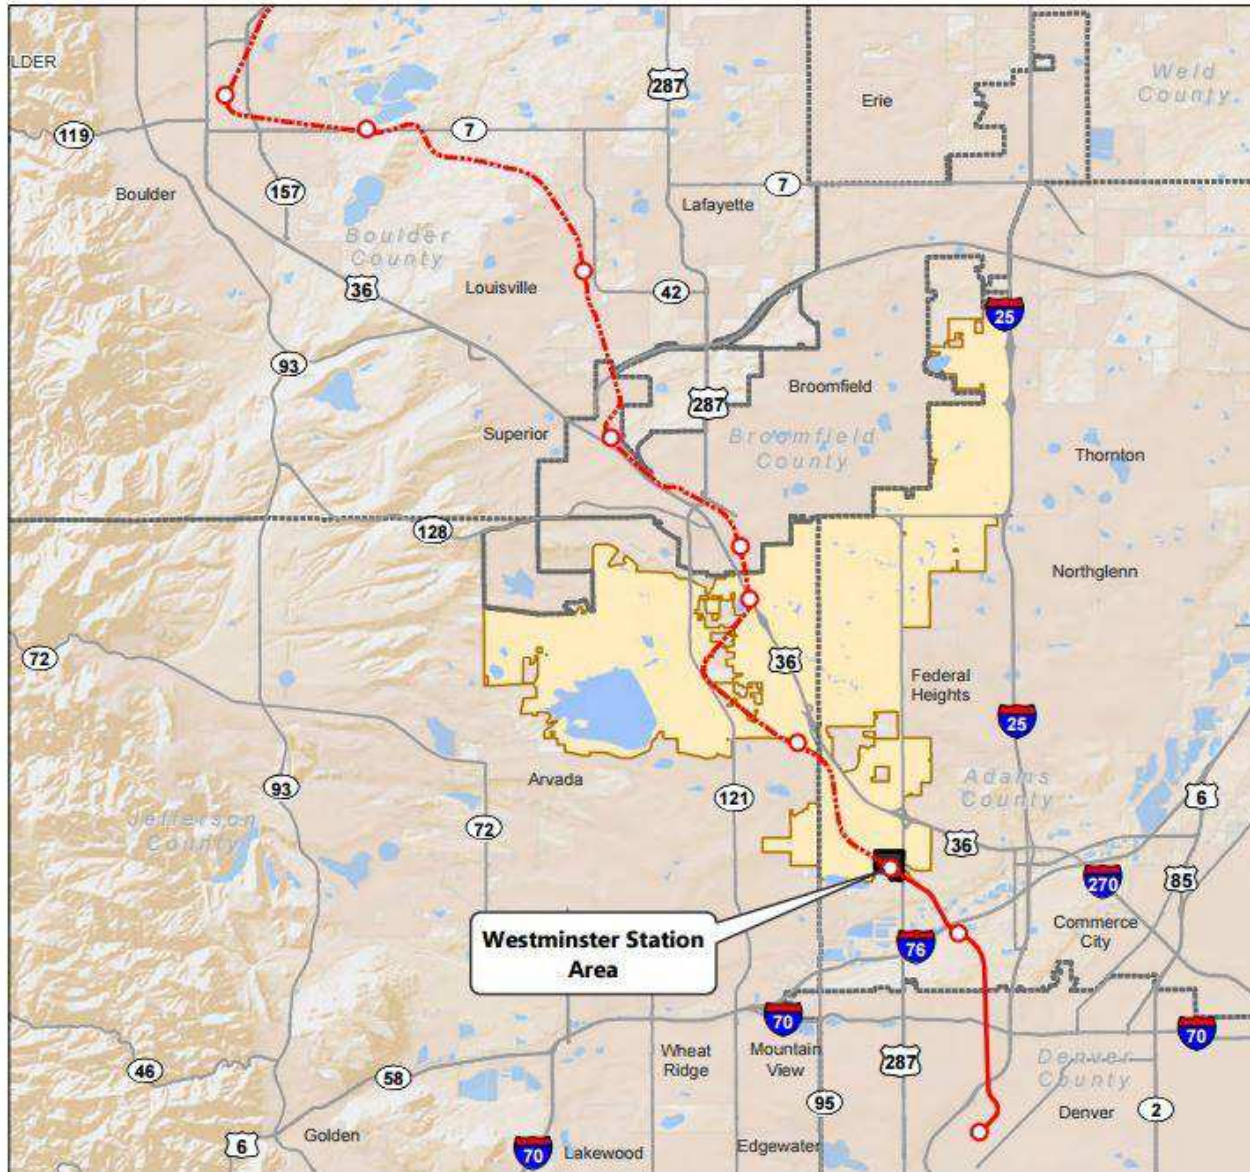 LDER
287
Erie
Weld
County
119
7
Boulder
157
7
Lafayette
Boulder
County
36
Louisville
42
25
93
Broomfield
287
Superior
Broomfield
County
Thornton
128
Northglenn
72
36
Federal
Heights
25
Arvada
Adams
County
93
121
6
Jefferson
County
72
36
270
85
Westminster Station
Area
76
Commerce
City
70
70
Wheat
Ridge
Mountain
View
287
Denver
County
46
58
95
Denver
2
Golden
6
70
Lakewood
Edgewater